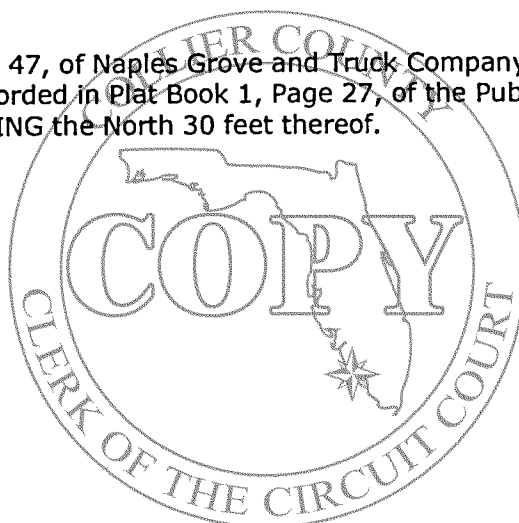 47, of Naples Grove and Truck Company
orded in Plat Book 1, Page 27, of the Pub
ING the North 30 feet thereof.
COLLIER COUNTY
COPY
CLERK OF THE CIRCUIT COURT